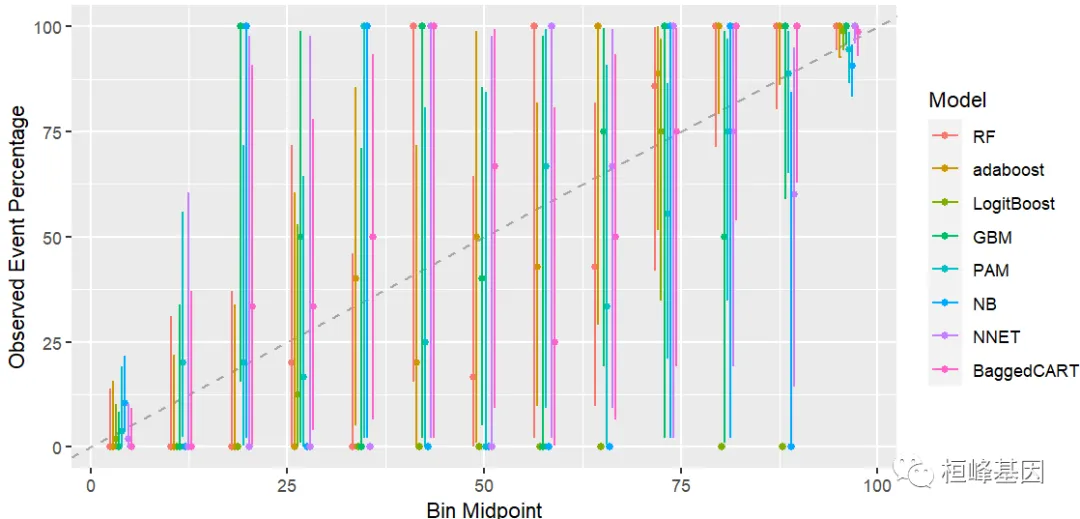 100
75
50
25
0
Observed Event Percentage
0 25 50 75 100
Bin Midpoint
Model
RF
adaboost
LogitBoost
GBM
PAM
NB
NNET
BaggedCART
桓峰基因